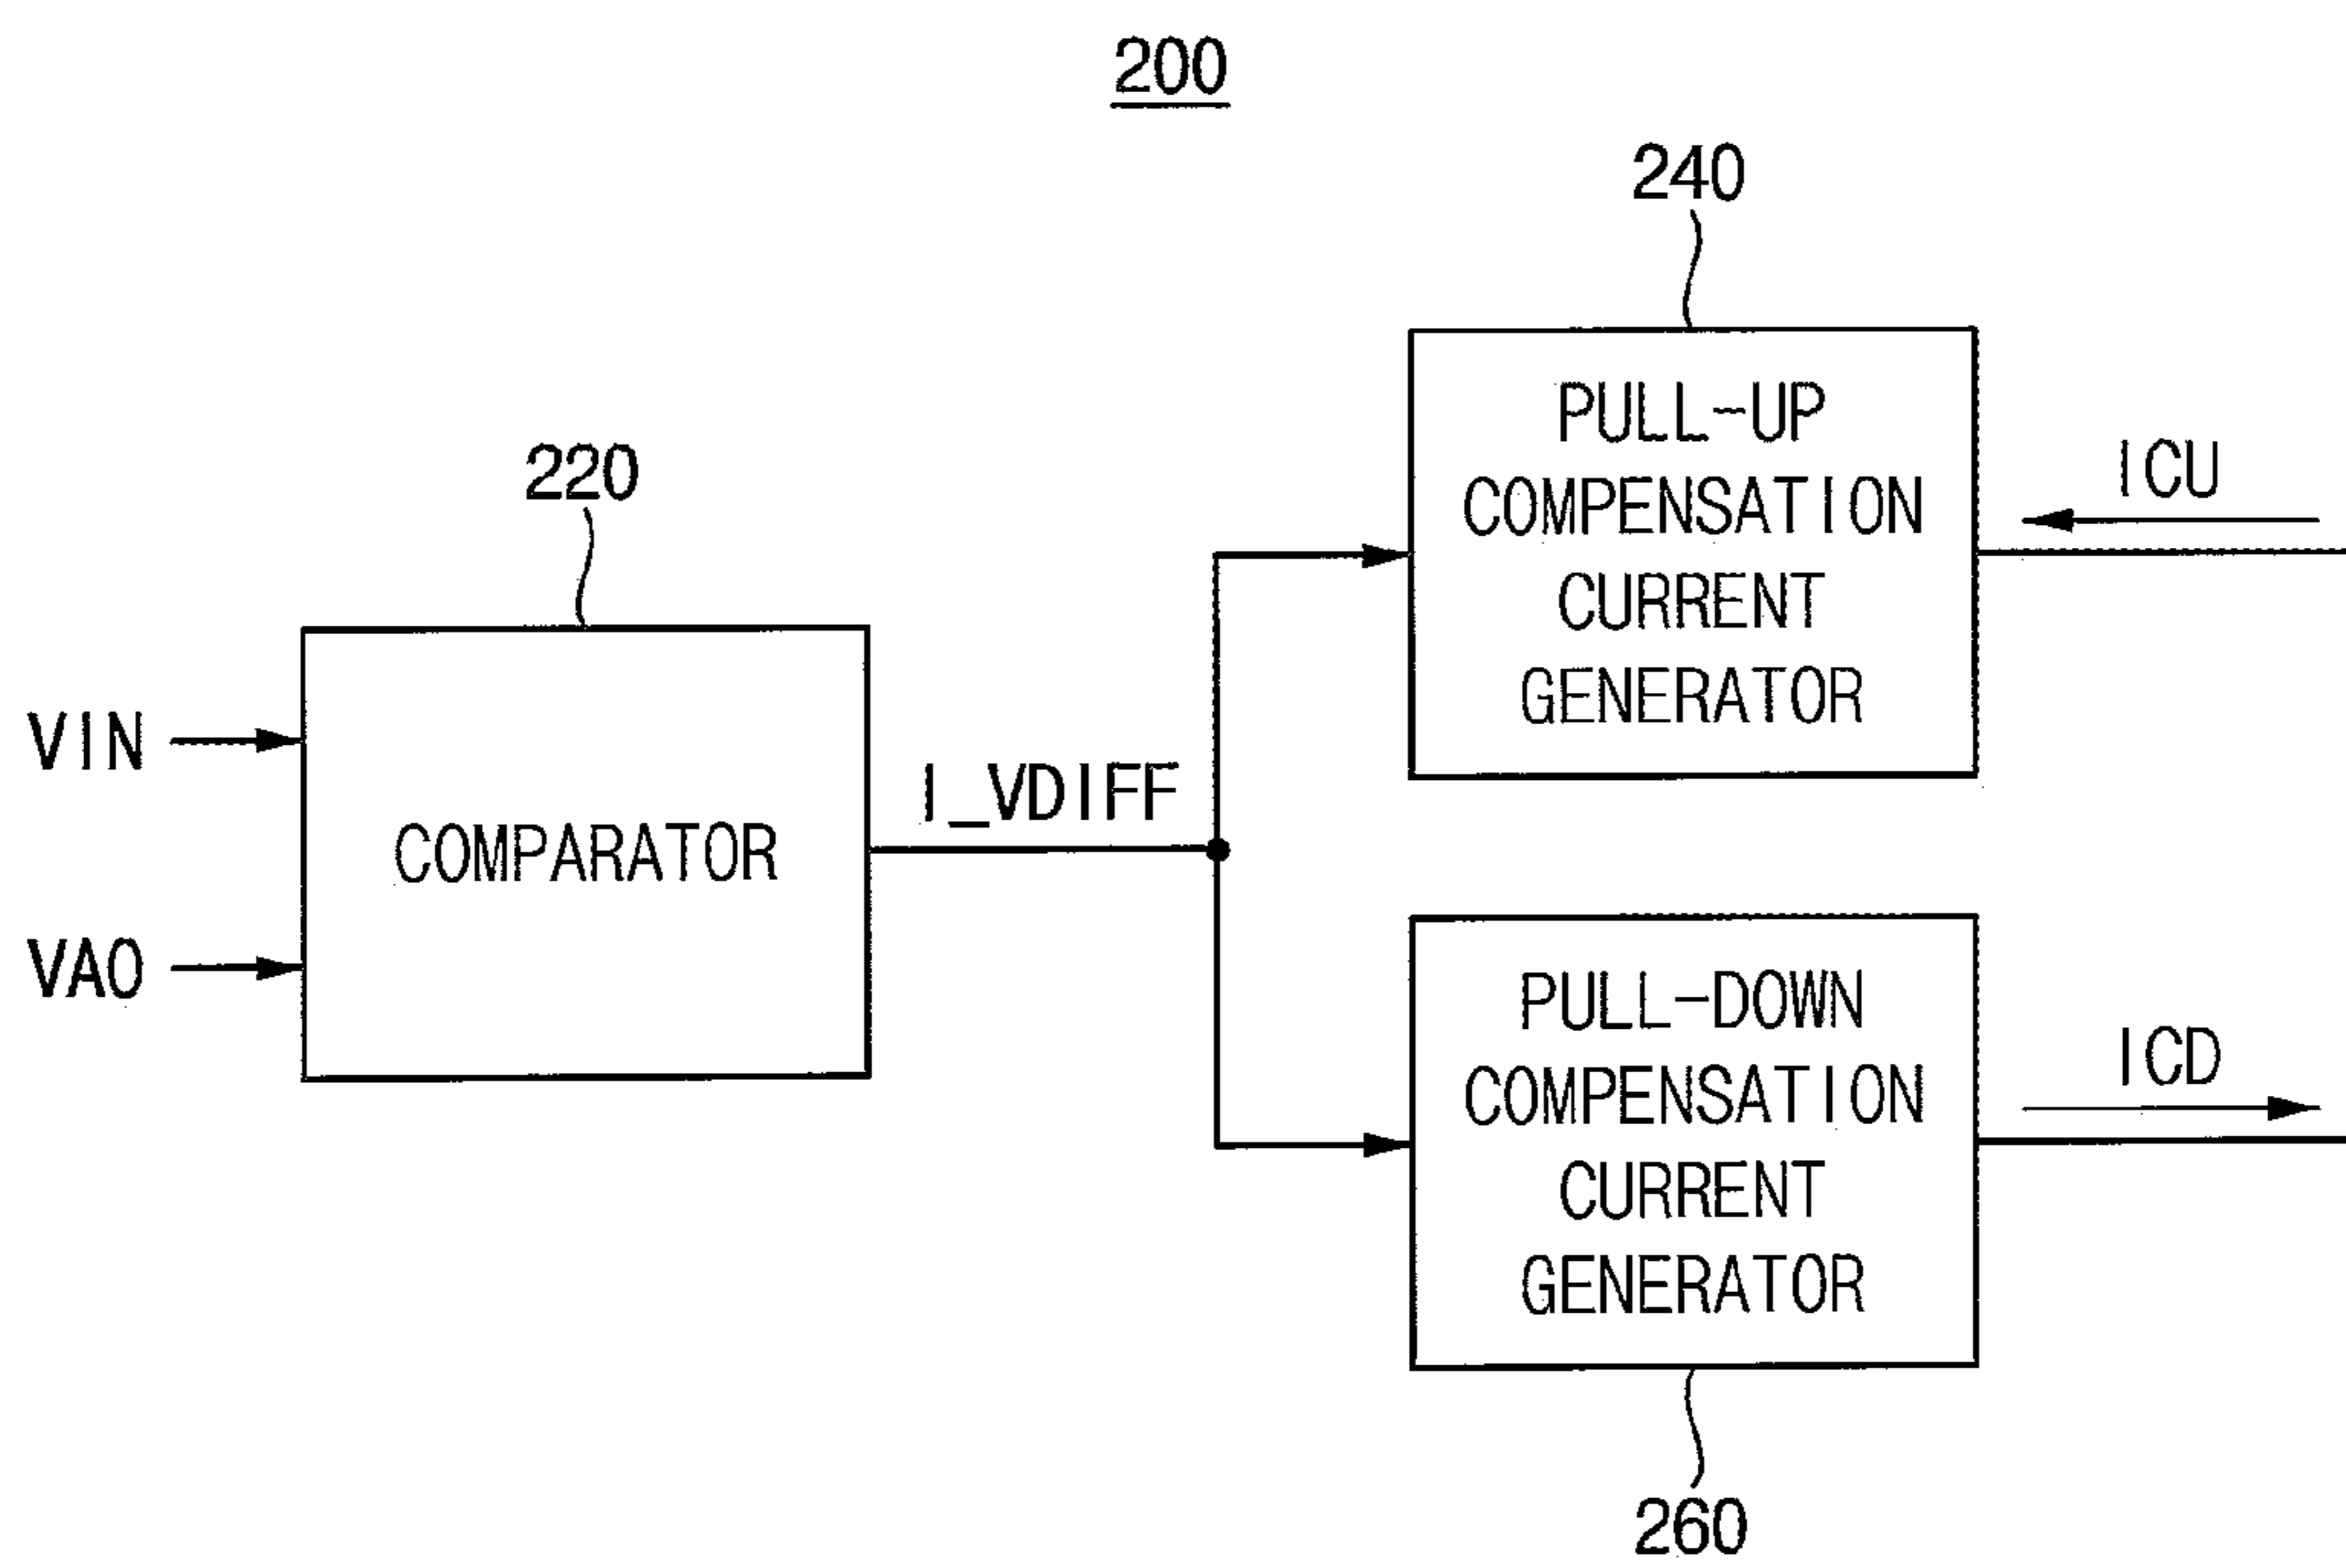 200
240
PULL-UP
COMPENSATION
CURRENT
GENERATOR
ICU
220
VIN
VAO
COMPARATOR
I_VDIFF
PULL-DOWN
COMPENSATION
CURRENT
GENERATOR
ICD
260